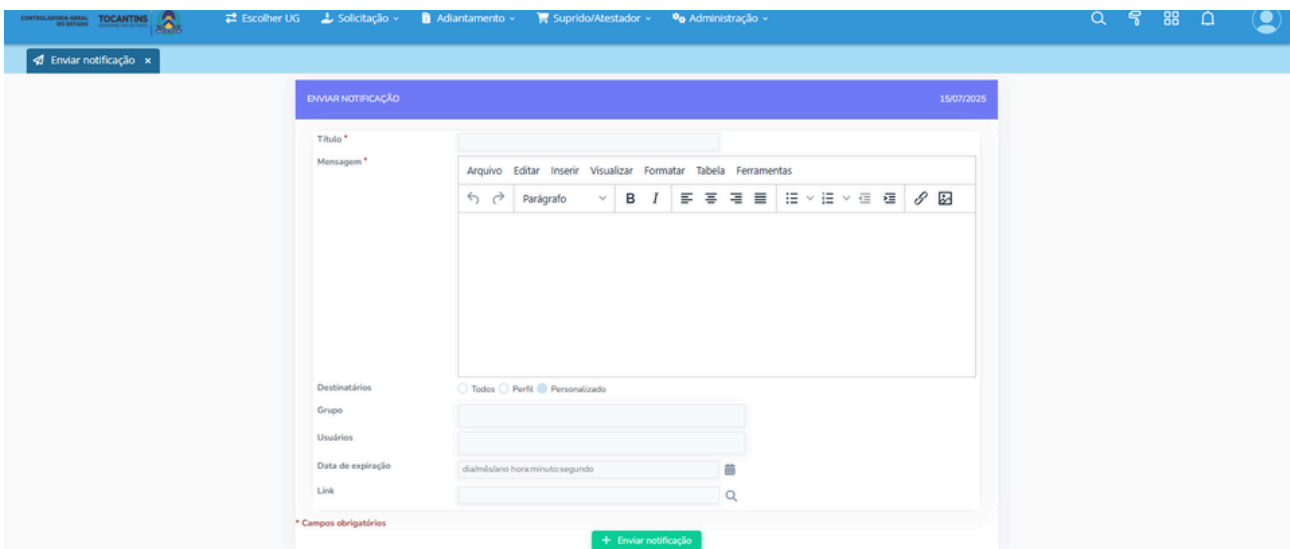 CONTROLADORIA-GERAL DO ESTADO TOCANTINS Escolher UG Solicitação Adiantamento Suprido/Atestador Administração
Enviar notificação ×
ENVIAR NOTIFICAÇÃO 15/07/2025
Título *
Mensagem *
Arquivo Editar Inserir Visualizar Formatar Tabela Ferramentas
Parágrafo B I
Destinatários Todos Perfil Personalizado
Grupo
Usuários
Data de expiração dia/mês/ano hora:minuto:segundo
Link
* Campos obrigatórios
+ Enviar notificação